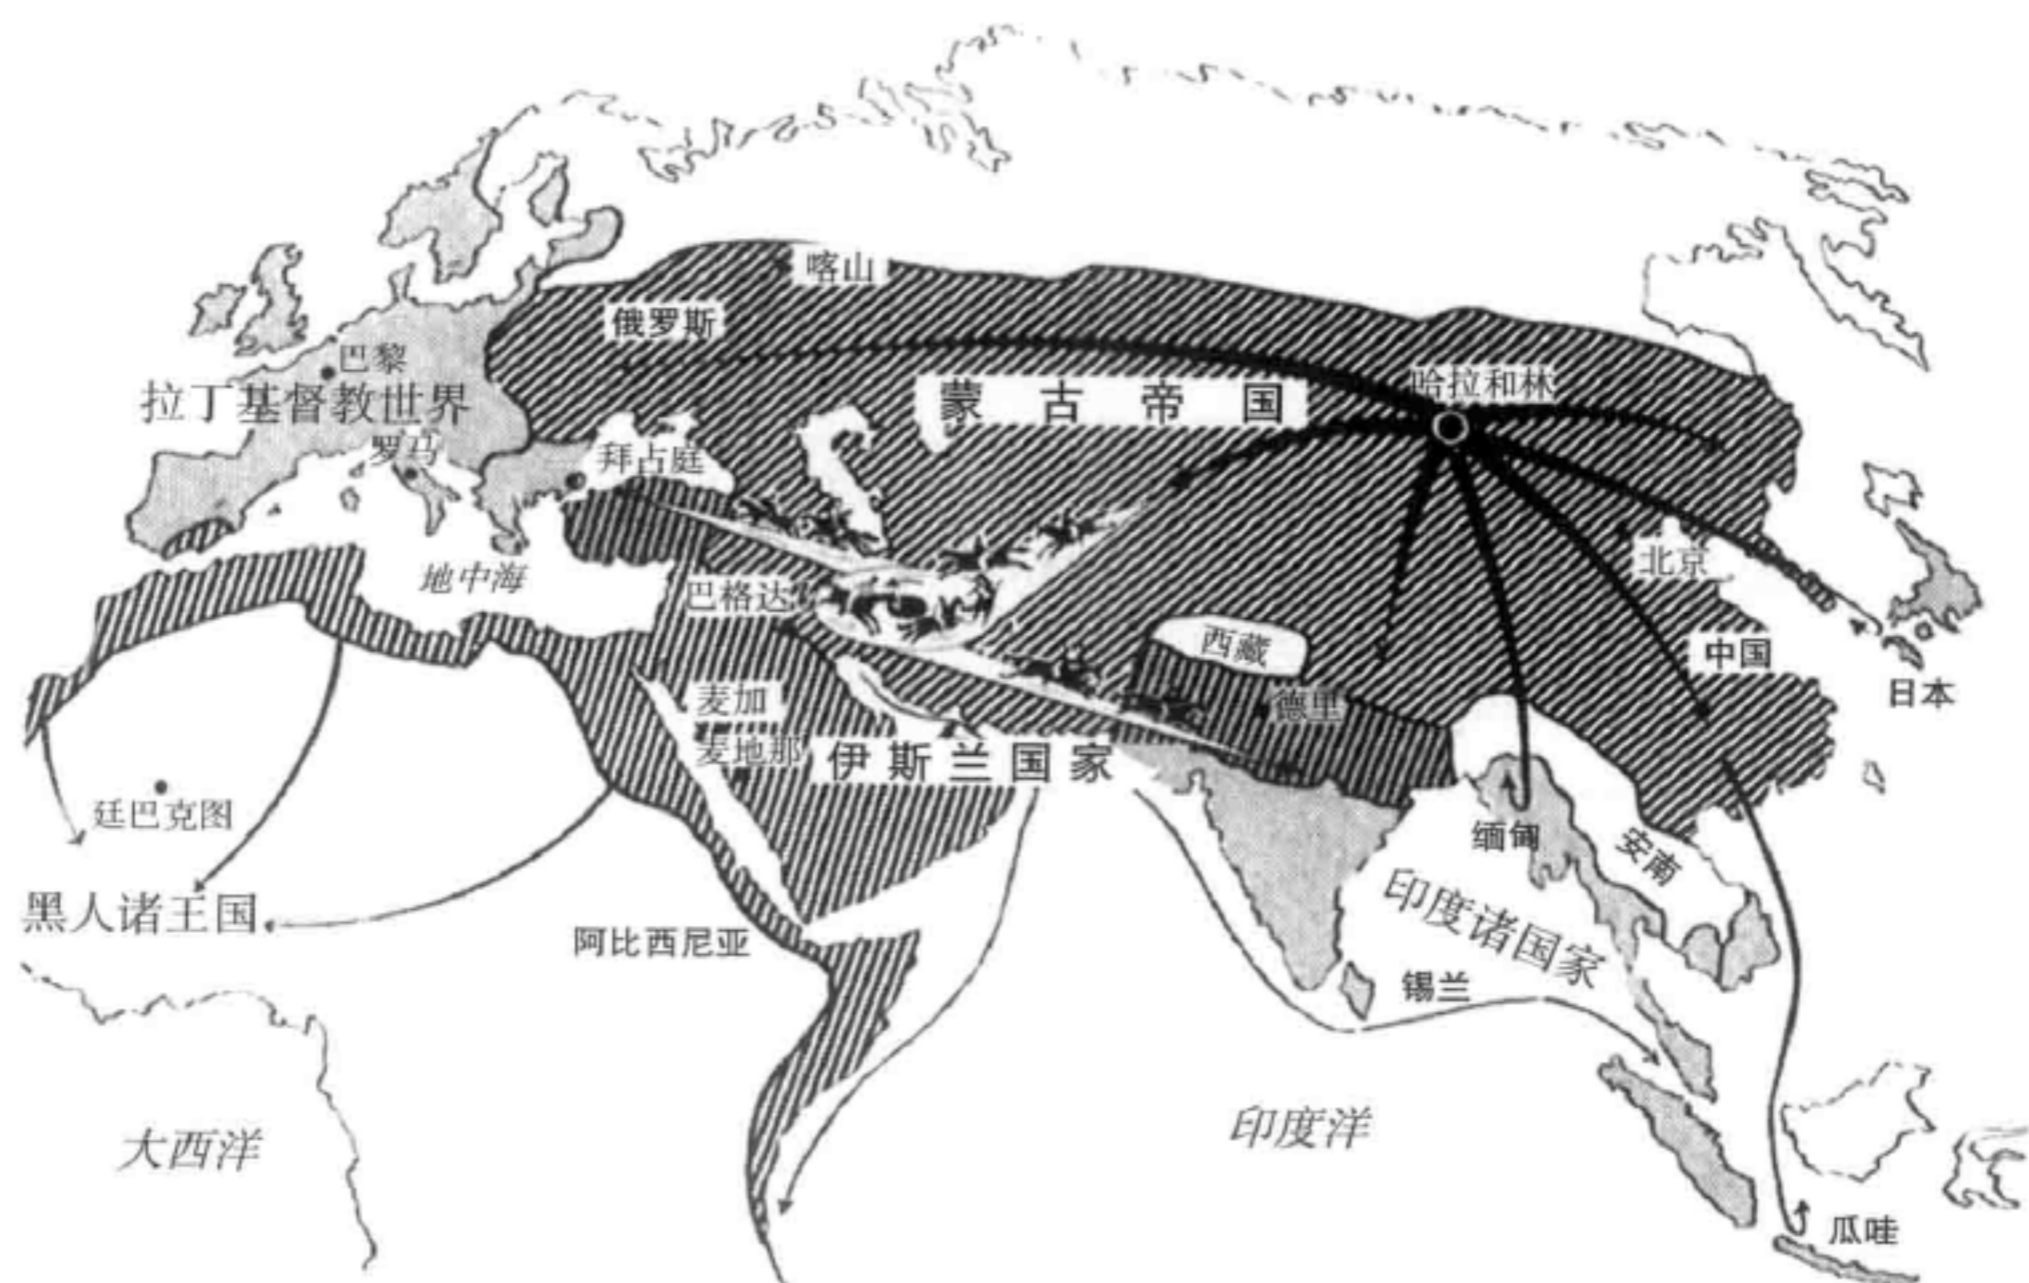 喀山
俄罗斯
巴黎
哈拉和林
拉丁基督教世界
蒙古帝国
罗马
拜占庭
北京
地中海
巴格达
西藏
中国
麦加
德里
日本
麦地那
伊斯兰国家
廷巴克图
缅甸
安南
黑人诸王国
阿比西尼亚
印度诸国家
锡兰
大西洋
印度洋
瓜哇